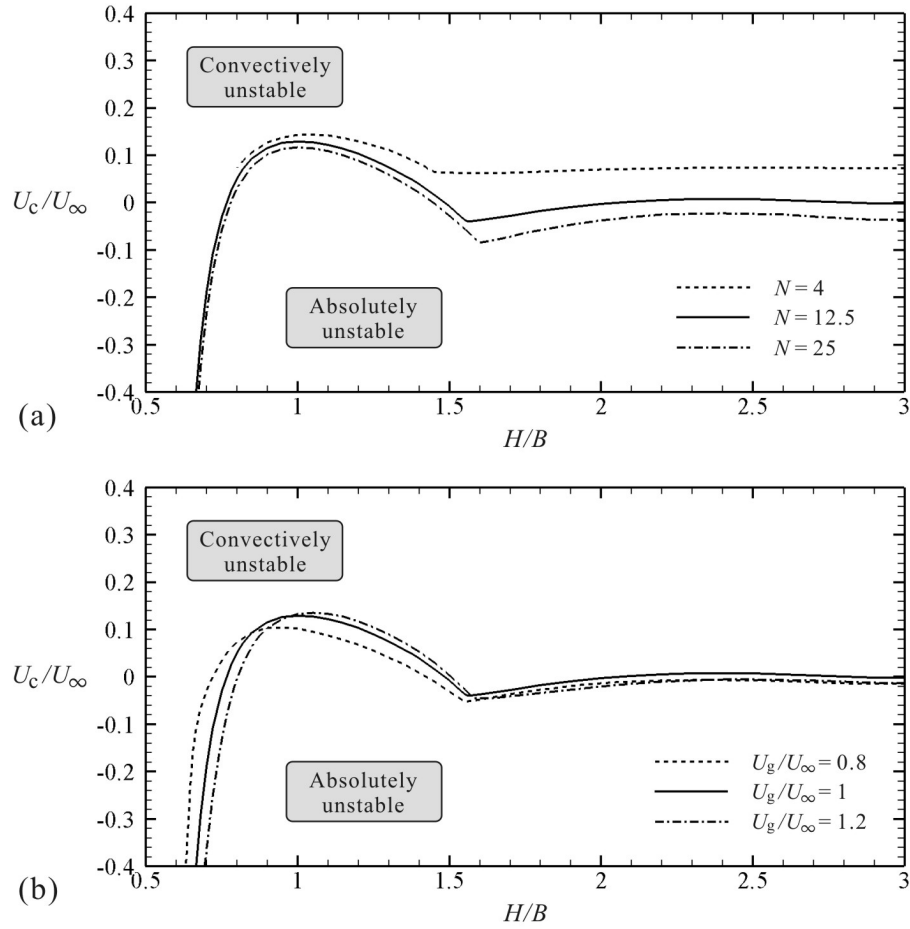 0.4
Convectively
unstable
0.3
0.2
0.1
U_c/U_∞
0
-0.1
Absolutely
unstable
-0.2
N = 4
N = 12.5
-0.3
N = 25
-0.4
(a)
0.5
1
1.5
2
2.5
3
H/B
0.4
Convectively
unstable
0.3
0.2
0.1
U_c/U_∞
0
-0.1
Absolutely
unstable
-0.2
U_g/U_∞ = 0.8
U_g/U_∞ = 1
-0.3
U_g/U_∞ = 1.2
-0.4
(b)
0.5
1
1.5
2
2.5
3
H/B